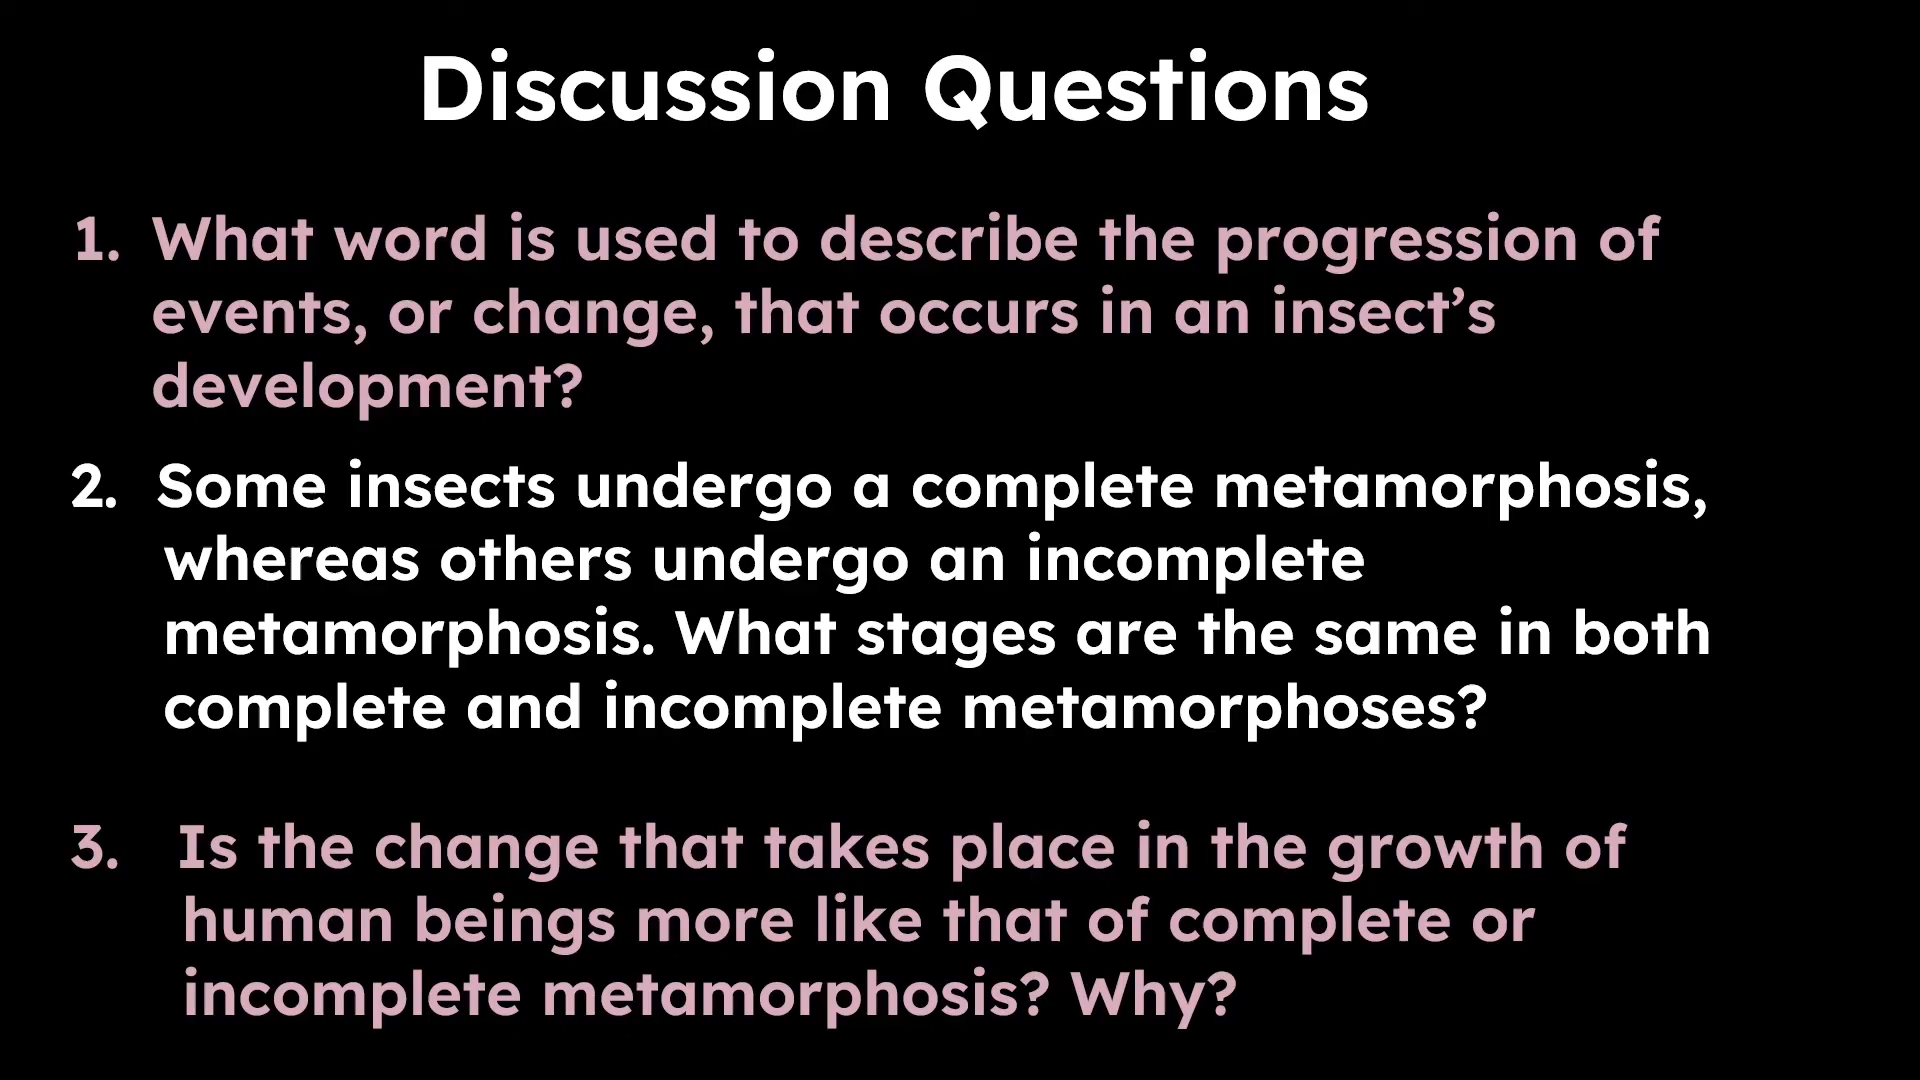 Discussion Questions
1. What word is used to describe the progression of
events, or change, that occurs in an insect’s
development?
2. Some insects undergo a complete metamorphosis,
whereas others undergo an incomplete
metamorphosis. What stages are the same in both
complete and incomplete metamorphoses?
3. Is the change that takes place in the growth of
human beings more like that of complete or
incomplete metamorphosis? Why?